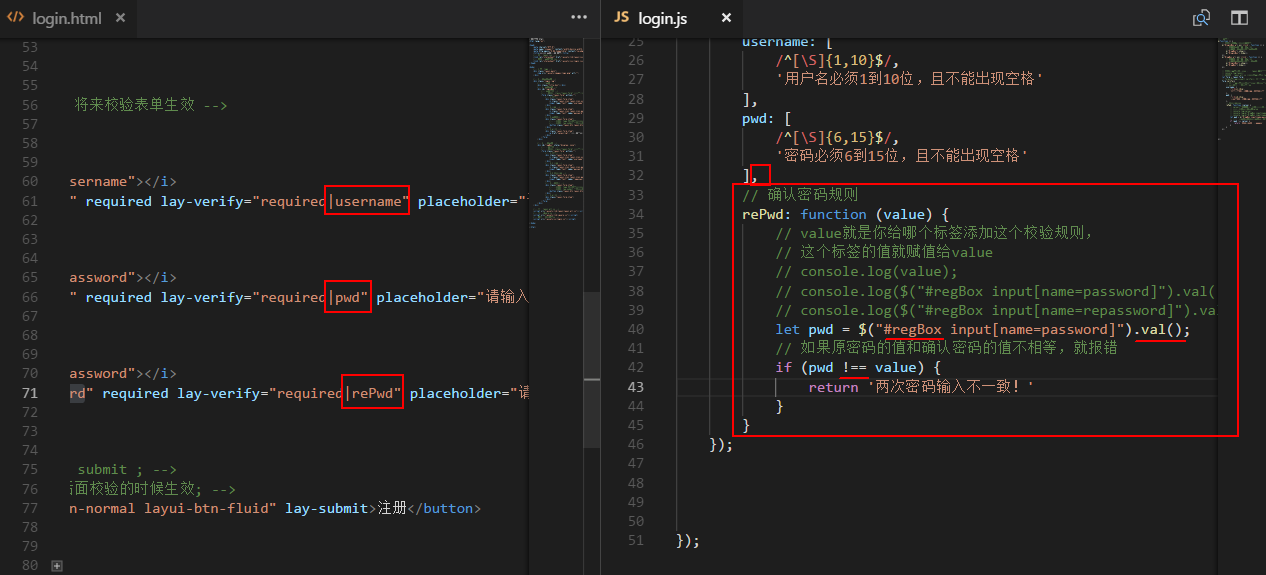 login.html
53
54
55
56 将来校验表单生效 -->
57
58
59
60 sername"></i>
61 " required lay-verify="required|username" placeholder="
62
63
64
65 assword"></i>
66 " required lay-verify="required|pwd" placeholder="请输入
67
68
69
70 assword"></i>
71 rd" required lay-verify="required|rePwd" placeholder="请
72
73
74
75 submit ; -->
76 面校验的时候生效; -->
77 n-normal layui-btn-fluid" lay-submit>注册</button>
78
79
80
JS login.js
25 username: [
26 /^[\S]{1,10}$/,
27 '用户名必须1到10位，且不能出现空格'
28 ],
29 pwd: [
30 /^[\S]{6,15}$/,
31 '密码必须6到15位，且不能出现空格'
32 ],
33 // 确认密码规则
34 rePwd: function (value) {
35 // value就是你给哪个标签添加这个校验规则，
36 // 这个标签的值就赋值给value
37 // console.log(value);
38 // console.log($("#regBox input[name=password]").val(
39 // console.log($("#regBox input[name=repassword]").va
40 let pwd = $("#regBox input[name=password]").val();
41 // 如果原密码的值和确认密码的值不相等，就报错
42 if (pwd !== value) {
43 return '两次密码输入不一致！'
44 }
45 }
46 });
47
48
49
50
51 });